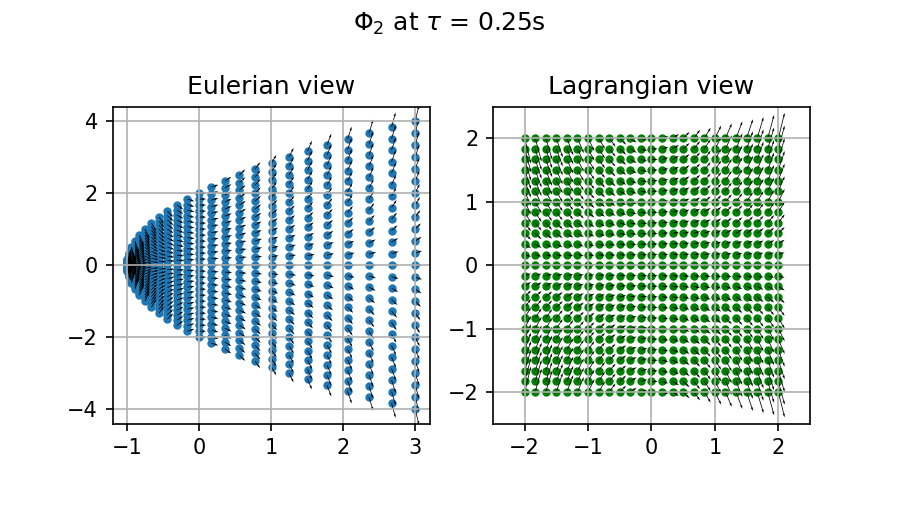 Φ₂ at τ = 0.25s
Eulerian view
Lagrangian view
4
2
0
−2
−4
−1 0 1 2 3
2
1
0
−1
−2
−2 −1 0 1 2